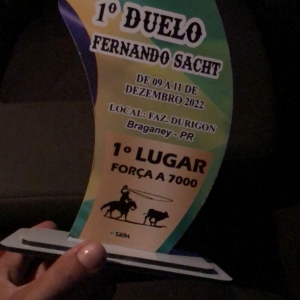 1º DUELO
FERNANDO SACHT
DE 09 A 11 DE
DEZEMBRO 2022
LOCAL: FAZ. DURIGON
Braganey - PR
1º LUGAR
FORÇA A 7000